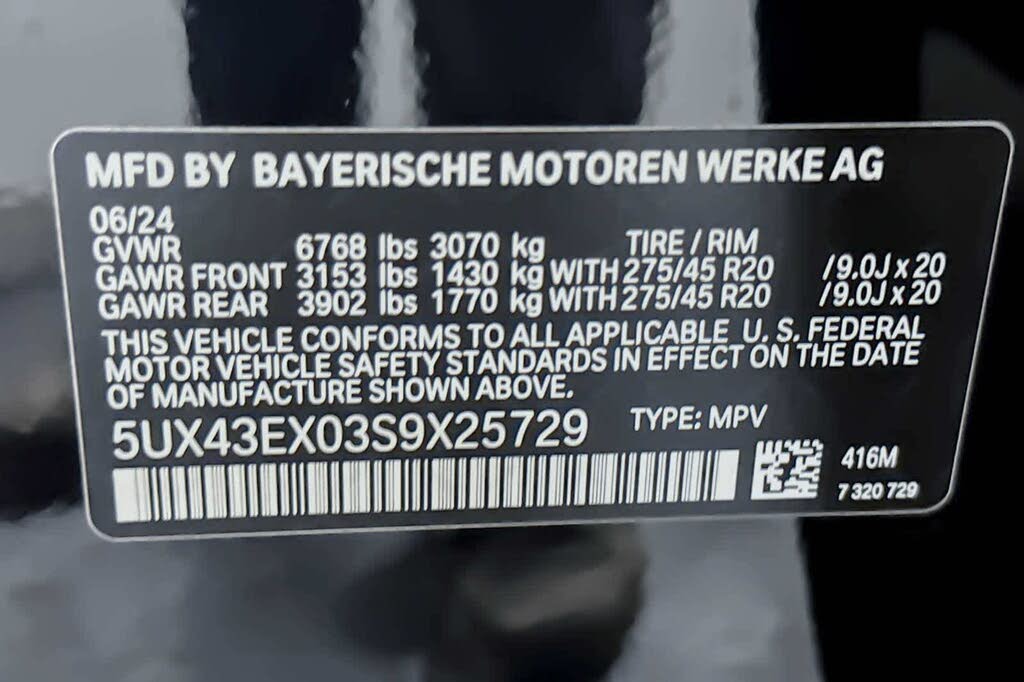 MFD BY BAYERISCHE MOTOREN WERKE AG
06/24
GVWR 6768 lbs 3070 kg TIRE / RIM
GAWR FRONT 3153 lbs 1430 kg WITH 275/45 R20 /9.0J x 20
GAWR REAR 3902 lbs 1770 kg WITH 275/45 R20 /9.0J x 20
THIS VEHICLE CONFORMS TO ALL APPLICABLE U. S. FEDERAL
MOTOR VEHICLE SAFETY STANDARDS IN EFFECT ON THE DATE
OF MANUFACTURE SHOWN ABOVE.
5UX43EX03S9X25729 TYPE: MPV
416M
7 320 729